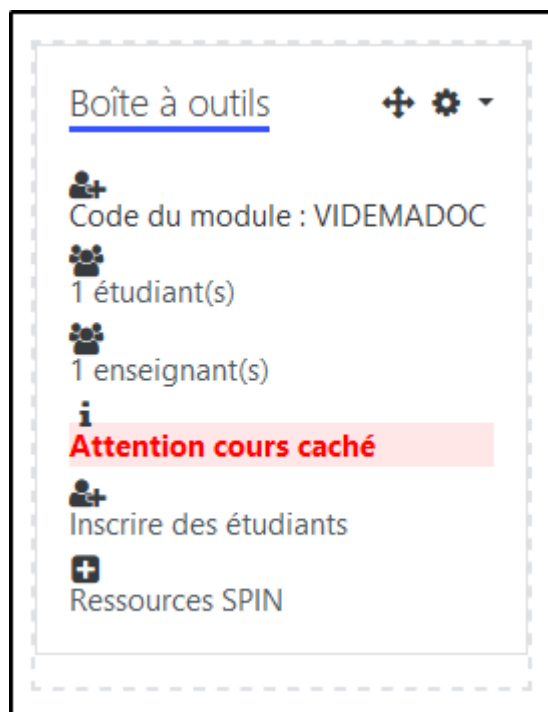 Boîte à outils
Code du module : VIDEMADOC
1 étudiant(s)
1 enseignant(s)
Attention cours caché
Inscrire des étudiants
Ressources SPIN